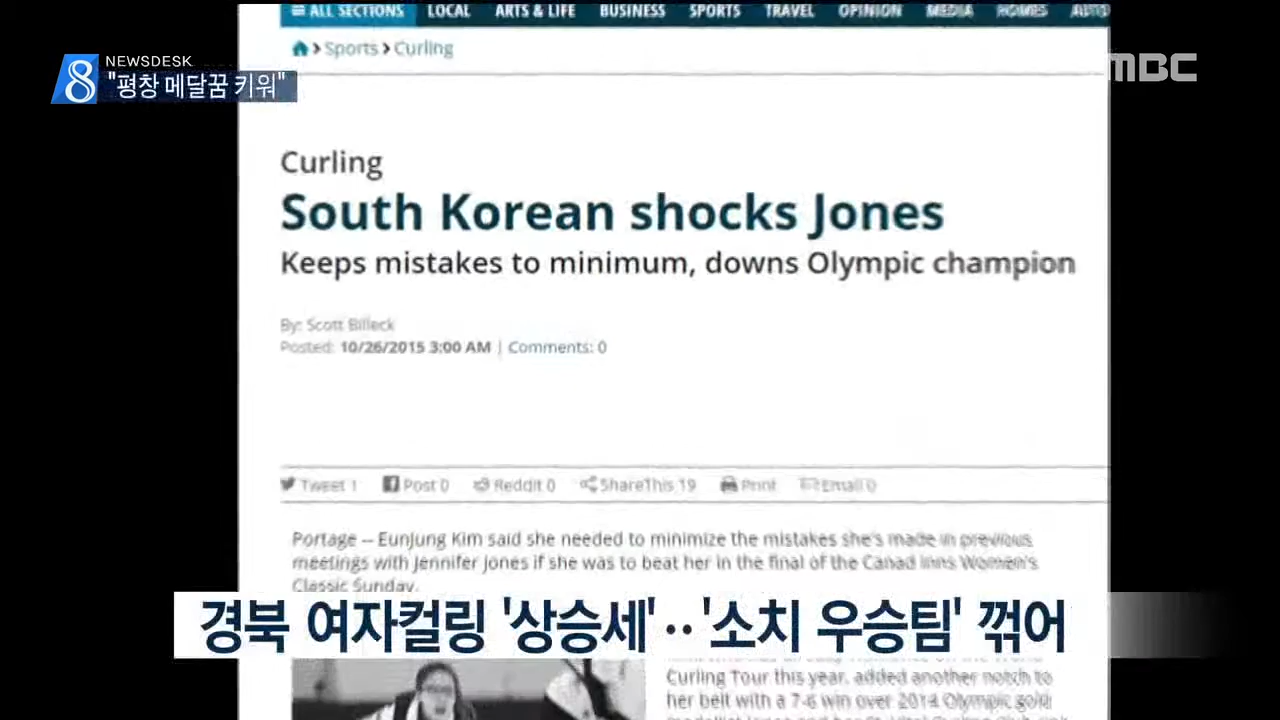 ALL SECTIONS LOCAL ARTS & LIFE BUSINESS SPORTS TRAVEL OPINION MEDIA HOMES AUTO
8 NEWSDESK
"평창 메달꿈 키워"
MBC
Sports Curling
Curling
South Korean shocks Jones
Keeps mistakes to minimum, downs Olympic champion
By: Scott Billeck
Posted: 10/26/2015 3:00 AM | Comments: 0
Tweet 1 Post 0 Reddit 0 ShareThis 19 Print Email 0
Portage -- EunJung Kim said she needed to minimize the mistakes she's made in previous
meetings with Jennifer Jones if she was to beat her in the final of the Canad Inns Women's
Classic Sunday.
경북 여자컬링 '상승세'‥'소치 우승팀' 꺾어
Curling Tour this year, added another notch to
her belt with a 7-6 win over 2014 Olympic gold